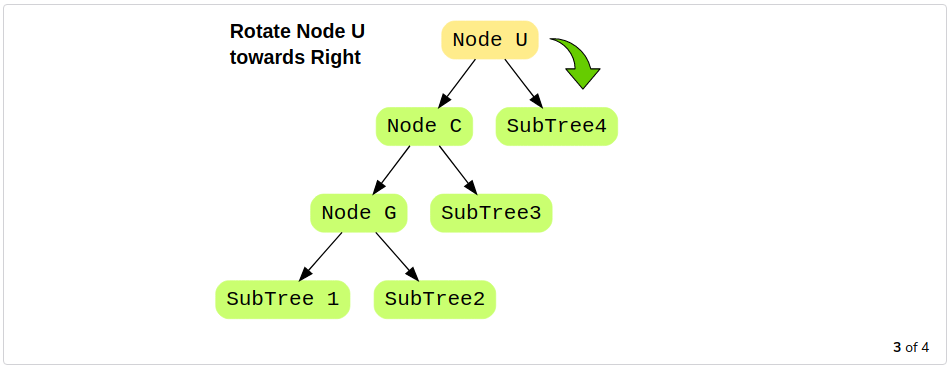 Rotate Node U
towards Right
Node U
Node C
SubTree4
Node G
SubTree3
SubTree 1
SubTree2
3 of 4